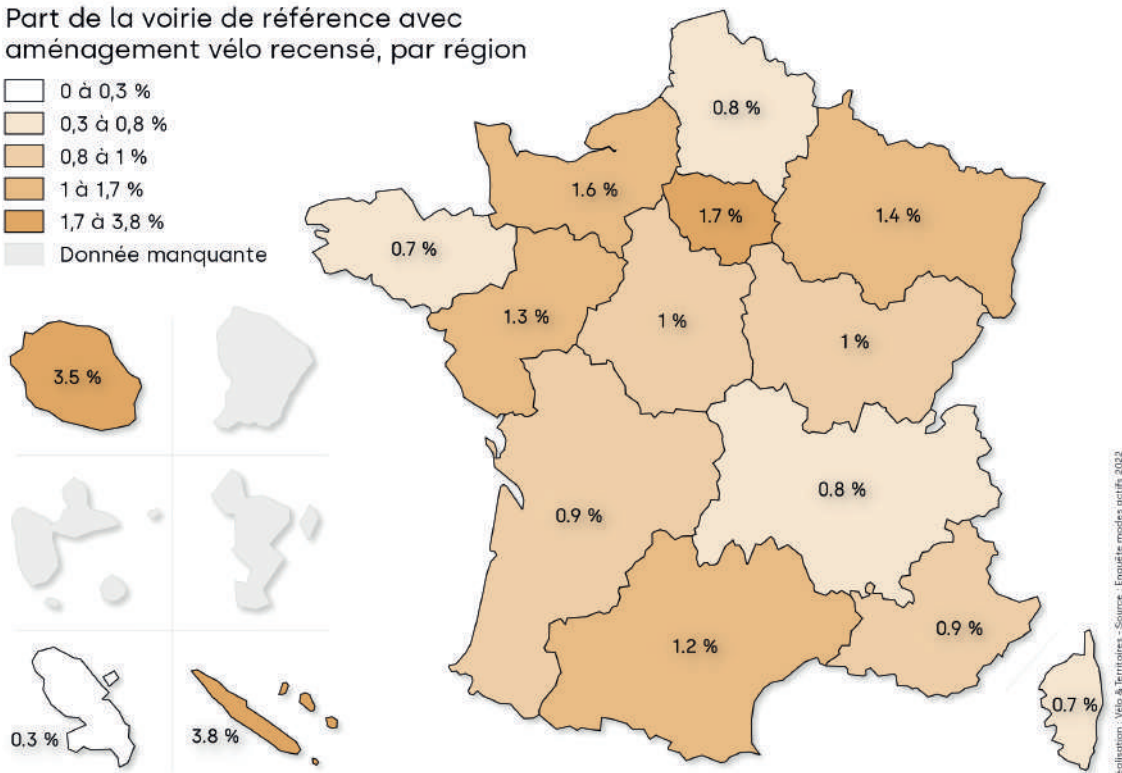 Part de la voirie de référence avec
aménagement vélo recensé, par région
0 à 0,3 %
0,3 à 0,8 %
0,8 à 1 %
1 à 1,7 %
1,7 à 3,8 %
Donnée manquante
0.8 %
1.6 %
1.7 %
1.4 %
0.7 %
1.3 %
1 %
1 %
3.5 %
0.8 %
0.9 %
0.9 %
1.2 %
0.7 %
0.3 %
3.8 %
Réalisation : Vélo & Territoires - Source : Enquête modes actifs 2022